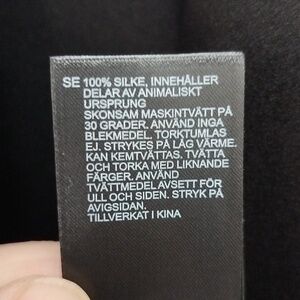 SE 100% SILKE, INNEHÅLLER
DELAR AV ANIMALISKT
URSPRUNG
SKONSAM MASKINTVÄTT PÅ
30 GRADER. ANVÄND INGA
BLEKMEDEL. TORKTUMLAS
EJ. STRYKES PÅ LÅG VÄRME.
KAN KEMTVÄTTAS. TVÄTTA
OCH TORKA MED LIKNANDE
FÄRGER. ANVÄND
TVÄTTMEDEL AVSETT FÖR
ULL OCH SIDEN. STRYK PÅ
AVIGSIDAN.
TILLVERKAT I KINA